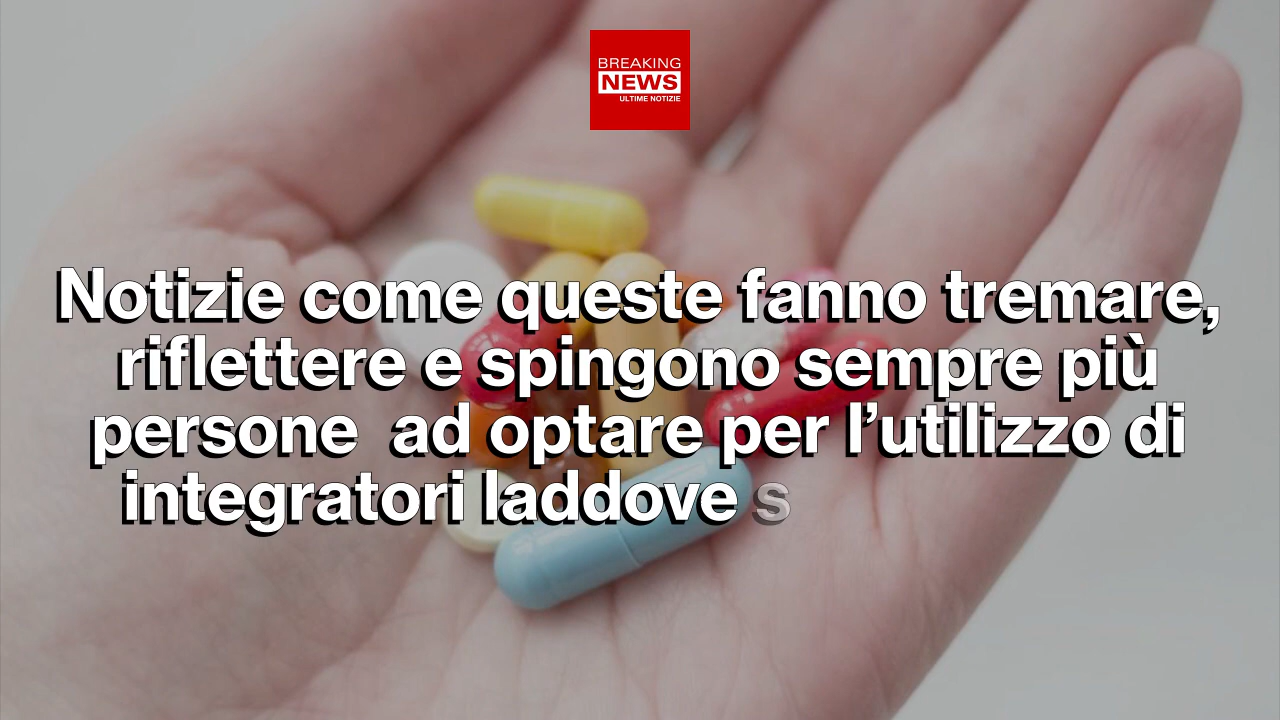 BREAKING
NEWS
ULTIME NOTIZIE
Notizie come queste fanno tremare,
riflettere e spingono sempre più
persone  ad optare per l’utilizzo di
integratori laddove s